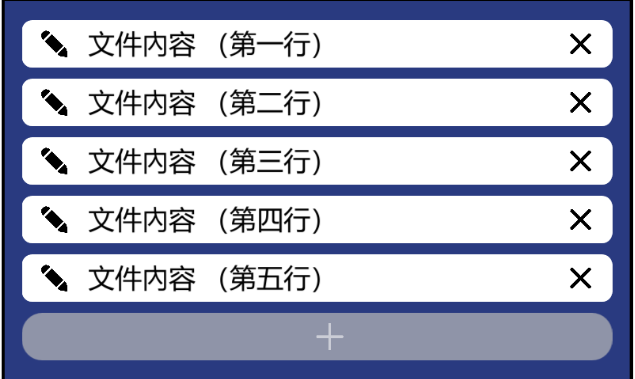 文件内容 （第一行）
文件内容 （第二行）
文件内容 （第三行）
文件内容 （第四行）
文件内容 （第五行）